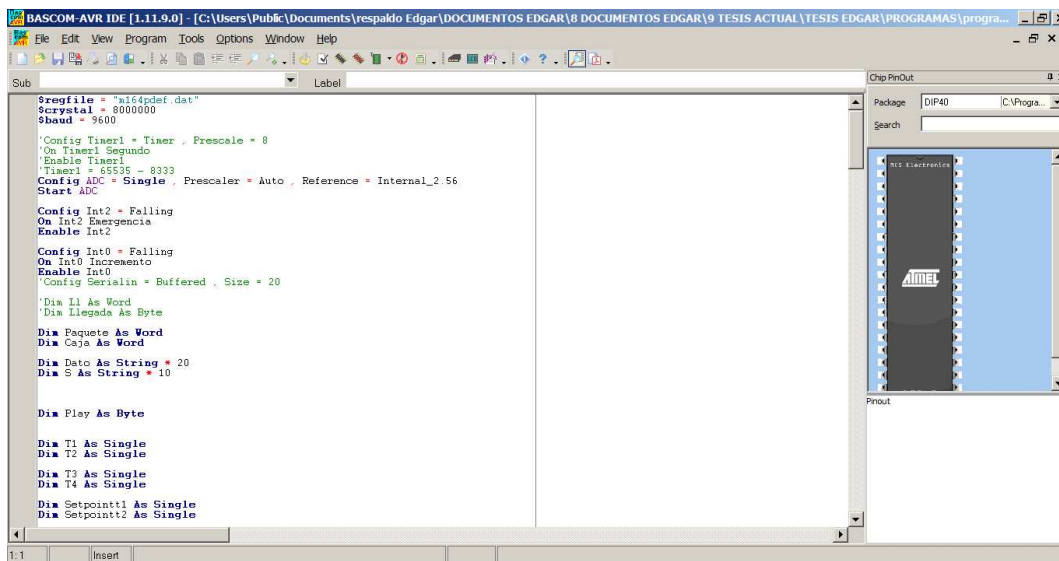 BASCOM-AVR IDE [1.11.9.0] - [C:\Users\Public\Documents\respaldo Edgar\DOCUMENTOS EDGAR\8 DOCUMENTOS EDGAR\9 TESIS ACTUAL\TESIS EDGAR\PROGRAMAS\progra...
File Edit View Program Tools Options Window Help
Sub Label
Chip PinOut
Package DIP40 C:\Progra...
Search
MCS Electronics
ATMEL
Pinout
$regfile = "m164pdef.dat"
$crystal = 8000000
$baud = 9600
'Config Timer1 = Timer , Prescale = 8
'On Timer1 Segundo
'Enable Timer1
'Timer1 = 65535 - 8333
Config ADC = Single , Prescaler = Auto , Reference = Internal_2.56
Start ADC
Config Int2 = Falling
On Int2 Emergencia
Enable Int2
Config Int0 = Falling
On Int0 Incremento
Enable Int0
'Config Serialin = Buffered , Size = 20
'Dim L1 As Word
'Dim Llegada As Byte
Dim Paquete As Word
Dim Caja As Word
Dim Dato As String * 20
Dim S As String * 10
Dim Play As Byte
Dim T1 As Single
Dim T2 As Single
Dim T3 As Single
Dim T4 As Single
Dim Setpointt1 As Single
Dim Setpointt2 As Single
1:1 Insert